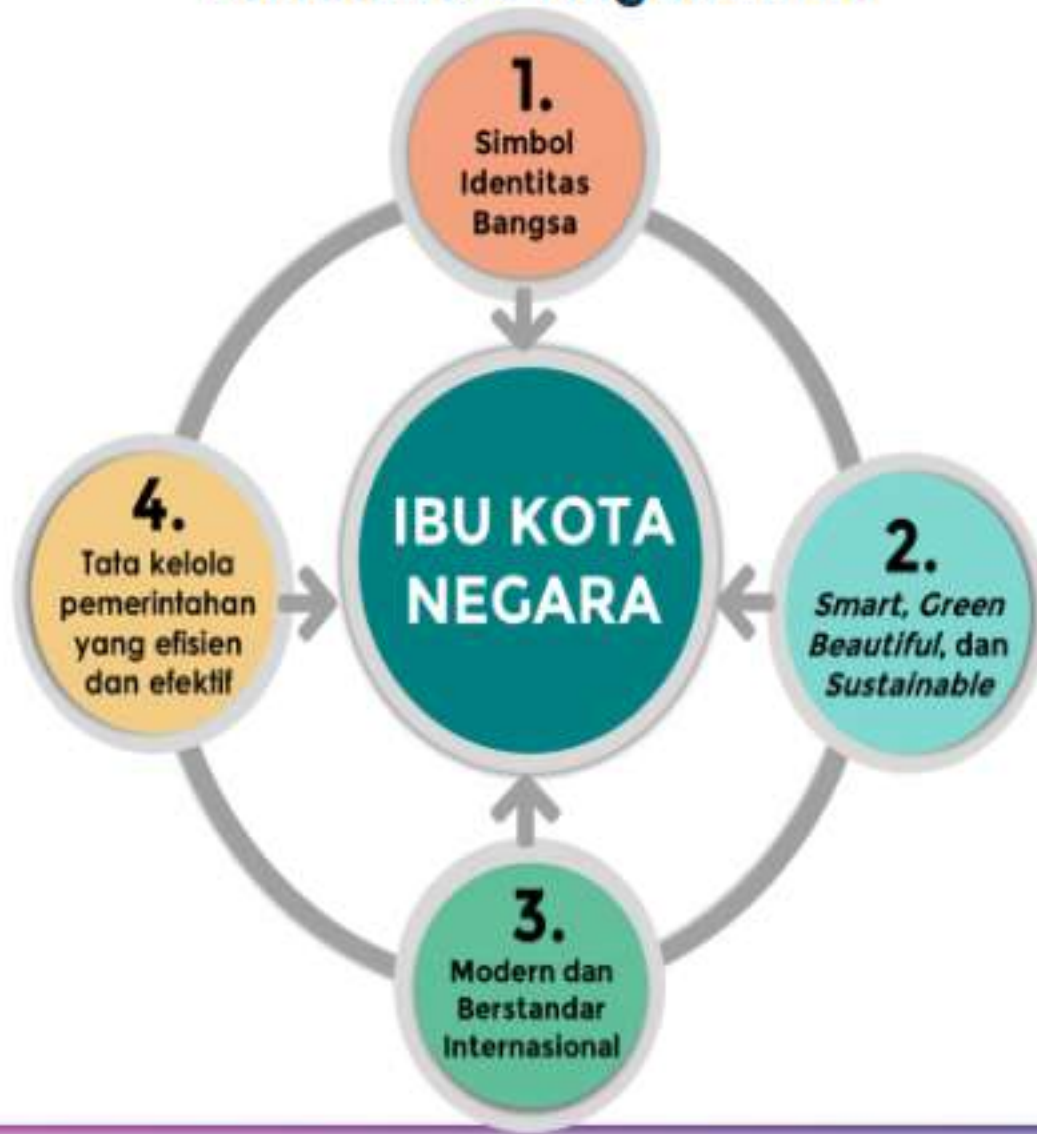 1.
Simbol
Identitas
Bangsa
IBU KOTA
NEGARA
2.
Smart, Green
Beautiful, dan
Sustainable
3.
Modern dan
Berstandar
Internasional
4.
Tata kelola
pemerintahan
yang efisien
dan efektif